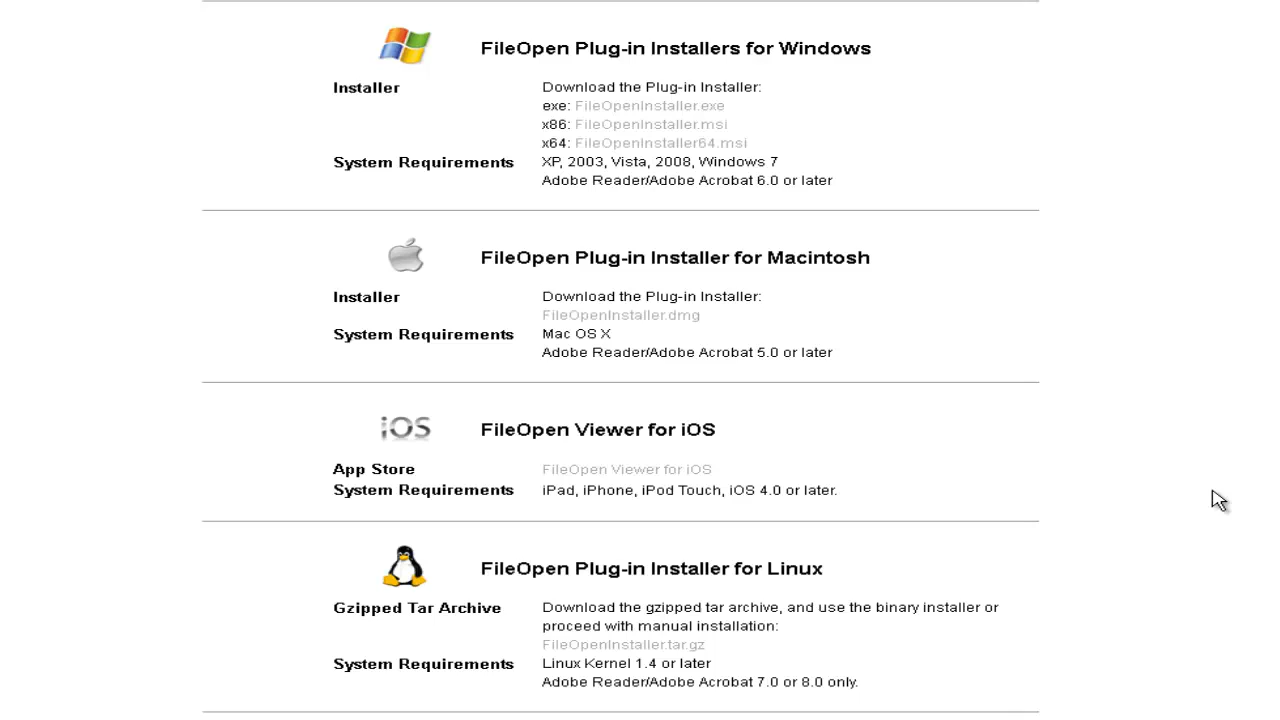 FileOpen Plug-in Installers for Windows
Installer
Download the Plug-in Installer:
exe: FileOpenInstaller.exe
x86: FileOpenInstaller.msi
x64: FileOpenInstaller64.msi
System Requirements
XP, 2003, Vista, 2008, Windows 7
Adobe Reader/Adobe Acrobat 6.0 or later
FileOpen Plug-in Installer for Macintosh
Installer
Download the Plug-in Installer:
FileOpenInstaller.dmg
System Requirements
Mac OS X
Adobe Reader/Adobe Acrobat 5.0 or later
iOS
FileOpen Viewer for iOS
App Store
FileOpen Viewer for iOS
System Requirements
iPad, iPhone, iPod Touch, iOS 4.0 or later.
FileOpen Plug-in Installer for Linux
Gzipped Tar Archive
Download the gzipped tar archive, and use the binary installer or
proceed with manual installation:
FileOpenInstaller.tar.gz
System Requirements
Linux Kernel 1.4 or later
Adobe Reader/Adobe Acrobat 7.0 or 8.0 only.